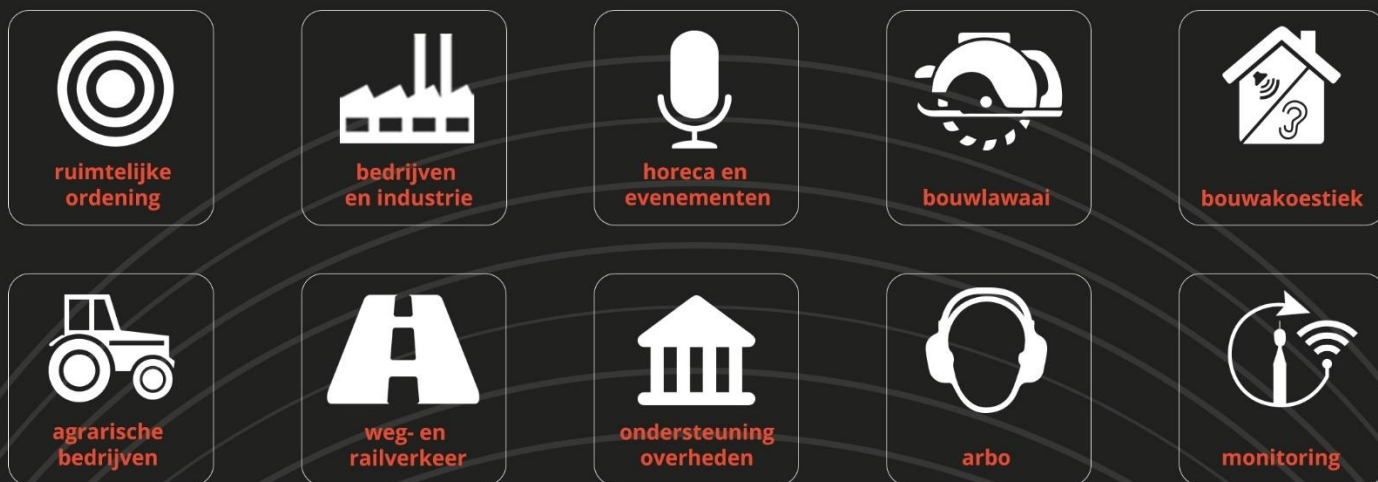 ruimtelijke
ordening
bedrijven
en industrie
horeca en
evenementen
bouwlawaai
bouwakoestiek
agrarische
bedrijven
weg- en
railverkeer
ondersteuning
overheden
arbo
monitoring